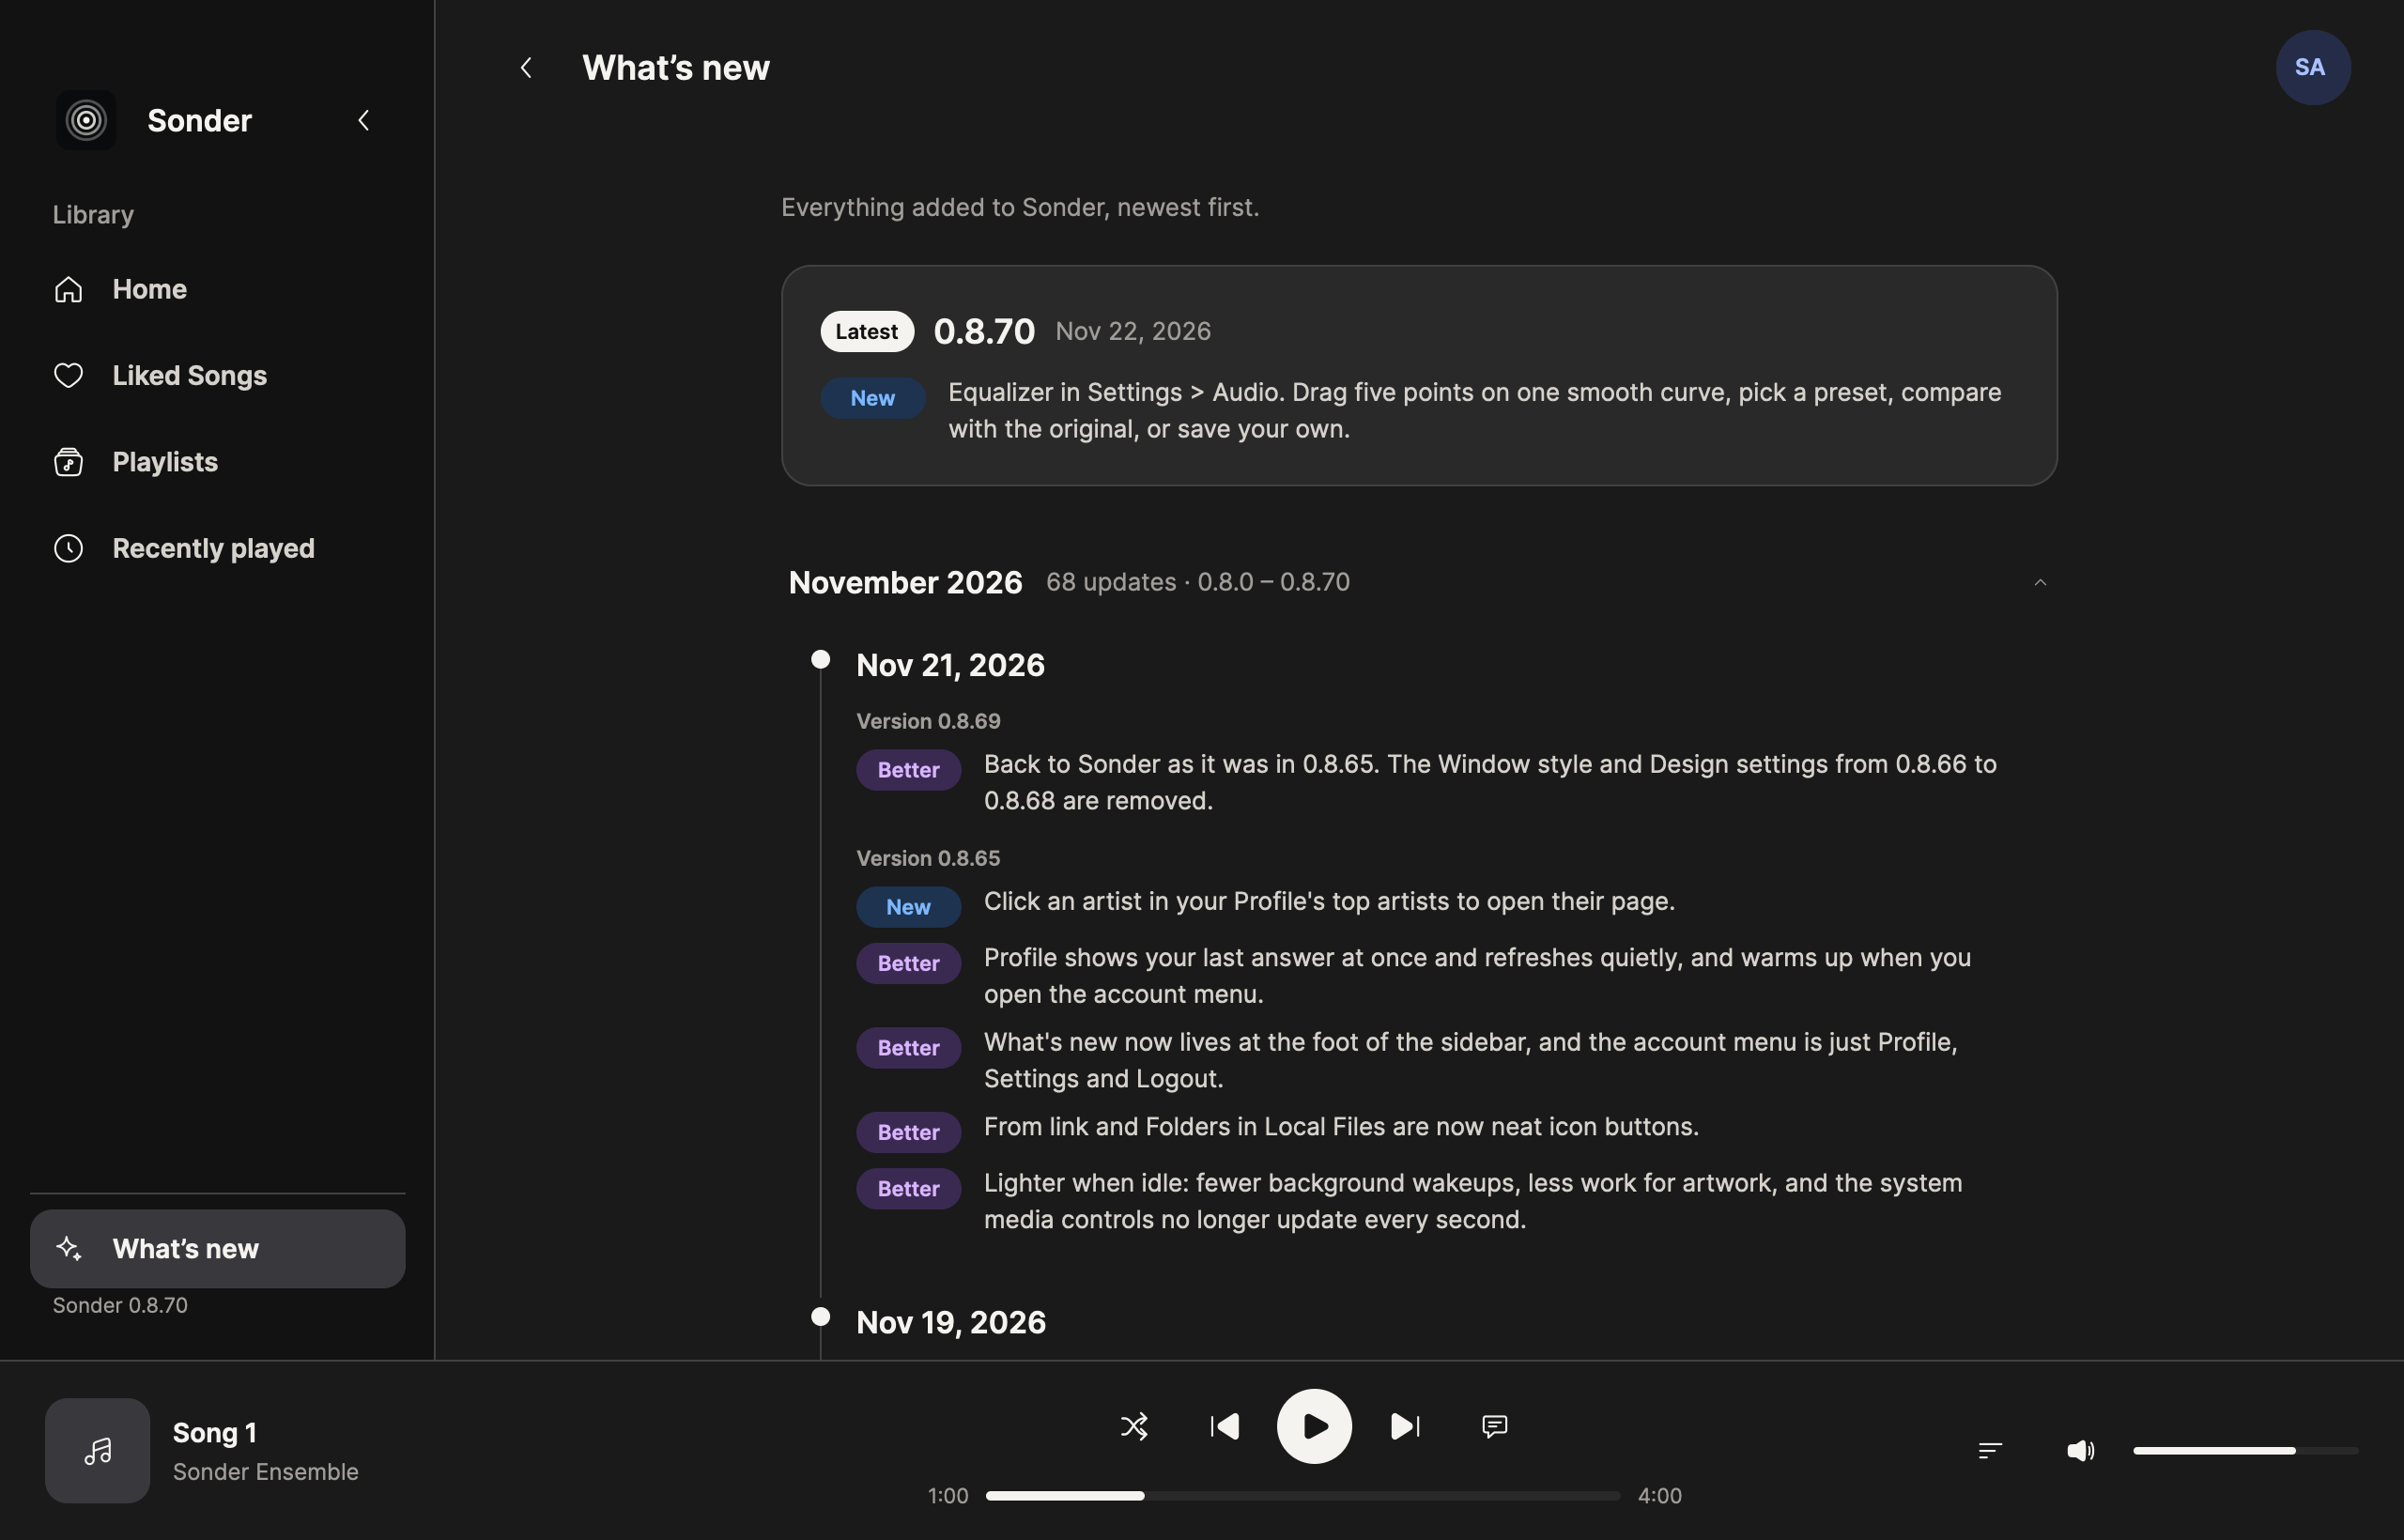 Sonder
Library
Home
Liked Songs
Playlists
Recently played
What’s new
Sonder 0.8.70
What’s new
SA
Everything added to Sonder, newest first.
Latest 0.8.70 Nov 22, 2026
New Equalizer in Settings > Audio. Drag five points on one smooth curve, pick a preset, compare
with the original, or save your own.
November 2026 68 updates · 0.8.0 – 0.8.70
Nov 21, 2026
Version 0.8.69
Better Back to Sonder as it was in 0.8.65. The Window style and Design settings from 0.8.66 to
0.8.68 are removed.
Version 0.8.65
New Click an artist in your Profile's top artists to open their page.
Better Profile shows your last answer at once and refreshes quietly, and warms up when you
open the account menu.
Better What's new now lives at the foot of the sidebar, and the account menu is just Profile,
Settings and Logout.
Better From link and Folders in Local Files are now neat icon buttons.
Better Lighter when idle: fewer background wakeups, less work for artwork, and the system
media controls no longer update every second.
Nov 19, 2026
Song 1
Sonder Ensemble
1:00 4:00